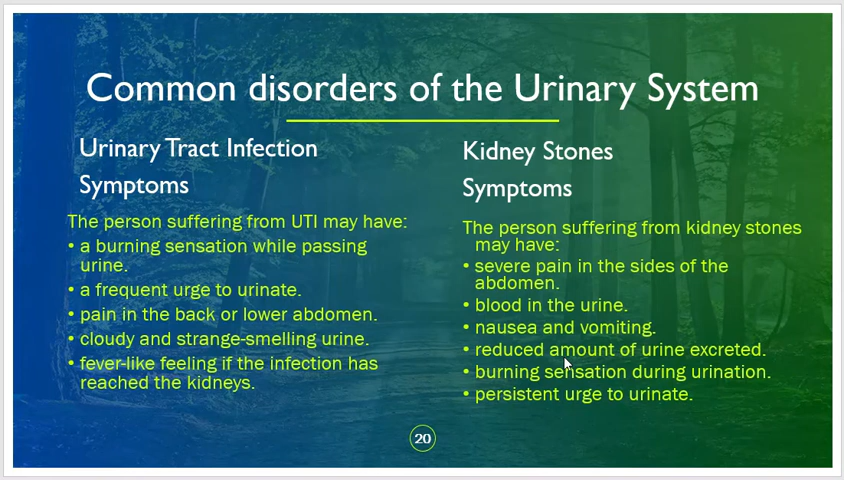 Common disorders of the Urinary System
Urinary Tract Infection
Symptoms
The person suffering from UTI may have:
• a burning sensation while passing
urine.
• a frequent urge to urinate.
• pain in the back or lower abdomen.
• cloudy and strange-smelling urine.
• fever-like feeling if the infection has
reached the kidneys.
Kidney Stones
Symptoms
The person suffering from kidney stones
may have:
• severe pain in the sides of the
abdomen.
• blood in the urine.
• nausea and vomiting.
• reduced amount of urine excreted.
• burning sensation during urination.
• persistent urge to urinate.
20